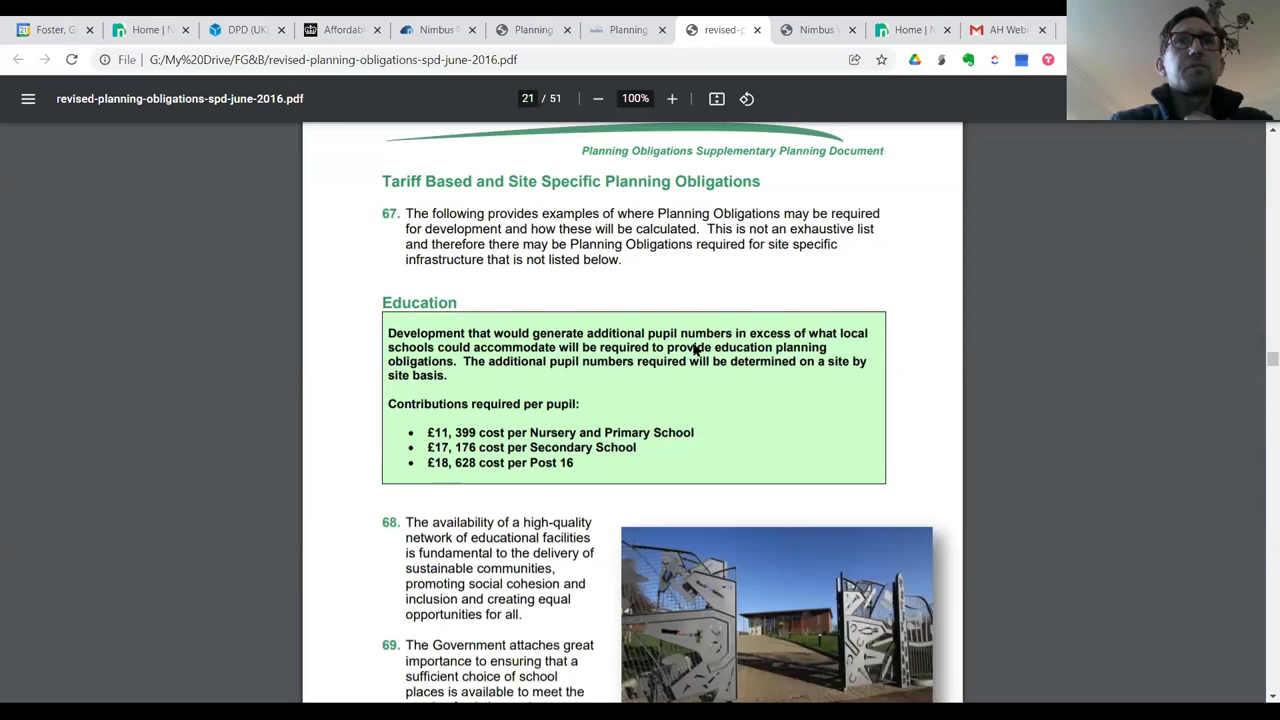 Foster, G
Home | N
DPD (UK)
Affordabl
Nimbus
Planning
Planning
revised-p
Nimbus
Home | N
AH Web
File
G:/My%20Drive/FG&B/revised-planning-obligations-spd-june-2016.pdf
revised-planning-obligations-spd-june-2016.pdf
21 / 51
100%
Planning Obligations Supplementary Planning Document
Tariff Based and Site Specific Planning Obligations
67. The following provides examples of where Planning Obligations may be required
for development and how these will be calculated. This is not an exhaustive list
and therefore there may be Planning Obligations required for site specific
infrastructure that is not listed below.
Education
Development that would generate additional pupil numbers in excess of what local
schools could accommodate will be required to provide education planning
obligations. The additional pupil numbers required will be determined on a site by
site basis.
Contributions required per pupil:
• £11, 399 cost per Nursery and Primary School
• £17, 176 cost per Secondary School
• £18, 628 cost per Post 16
68. The availability of a high-quality
network of educational facilities
is fundamental to the delivery of
sustainable communities,
promoting social cohesion and
inclusion and creating equal
opportunities for all.
69. The Government attaches great
importance to ensuring that a
sufficient choice of school
places is available to meet the